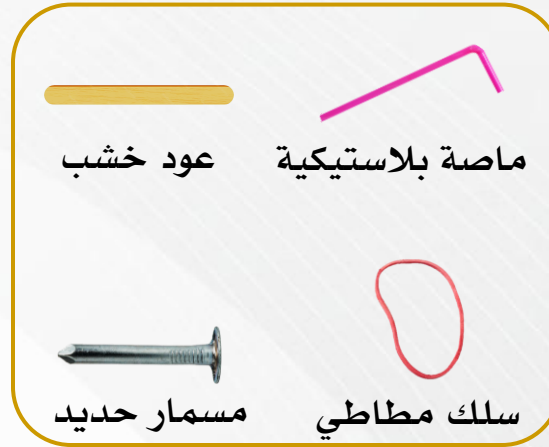 ماصة بلاستيكية
عود خشب
سلك مطاطي
مسمار حديد